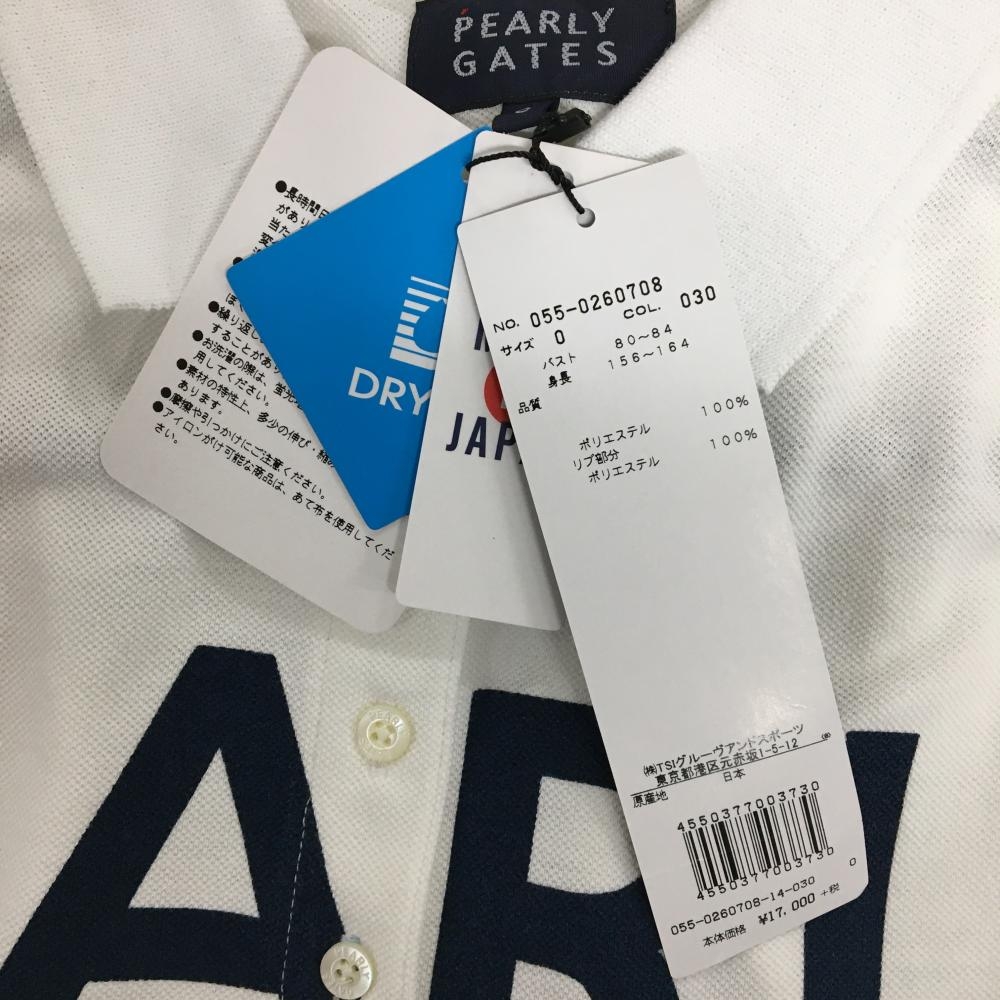 PEARLY
GATES
●長時間
があり
当た
変
●繰り返し
することがあり
●お洗濯の際は、蛍光
用してください。
●素材の特性上、多少の伸び・縮み
あります。
●摩擦や引っかけにご注意ください。
●アイロンがけ可能な商品は、あて布を使用してくだ
さい。
DRY
JAP
NO. 055-0260708
COL. 030
サイズ 0
バスト 80～84
身長 156～164
品質
ポリエステル 100%
リブ部分
ポリエステル 100%
㈱TSIグルーヴアンドスポーツ
東京都港区元赤坂1-5-12
原産地 日本
4550377003730
4550377003730
0
055-0260708-14-030
本体価格 ¥17,000 +税
PEARLY
ARL